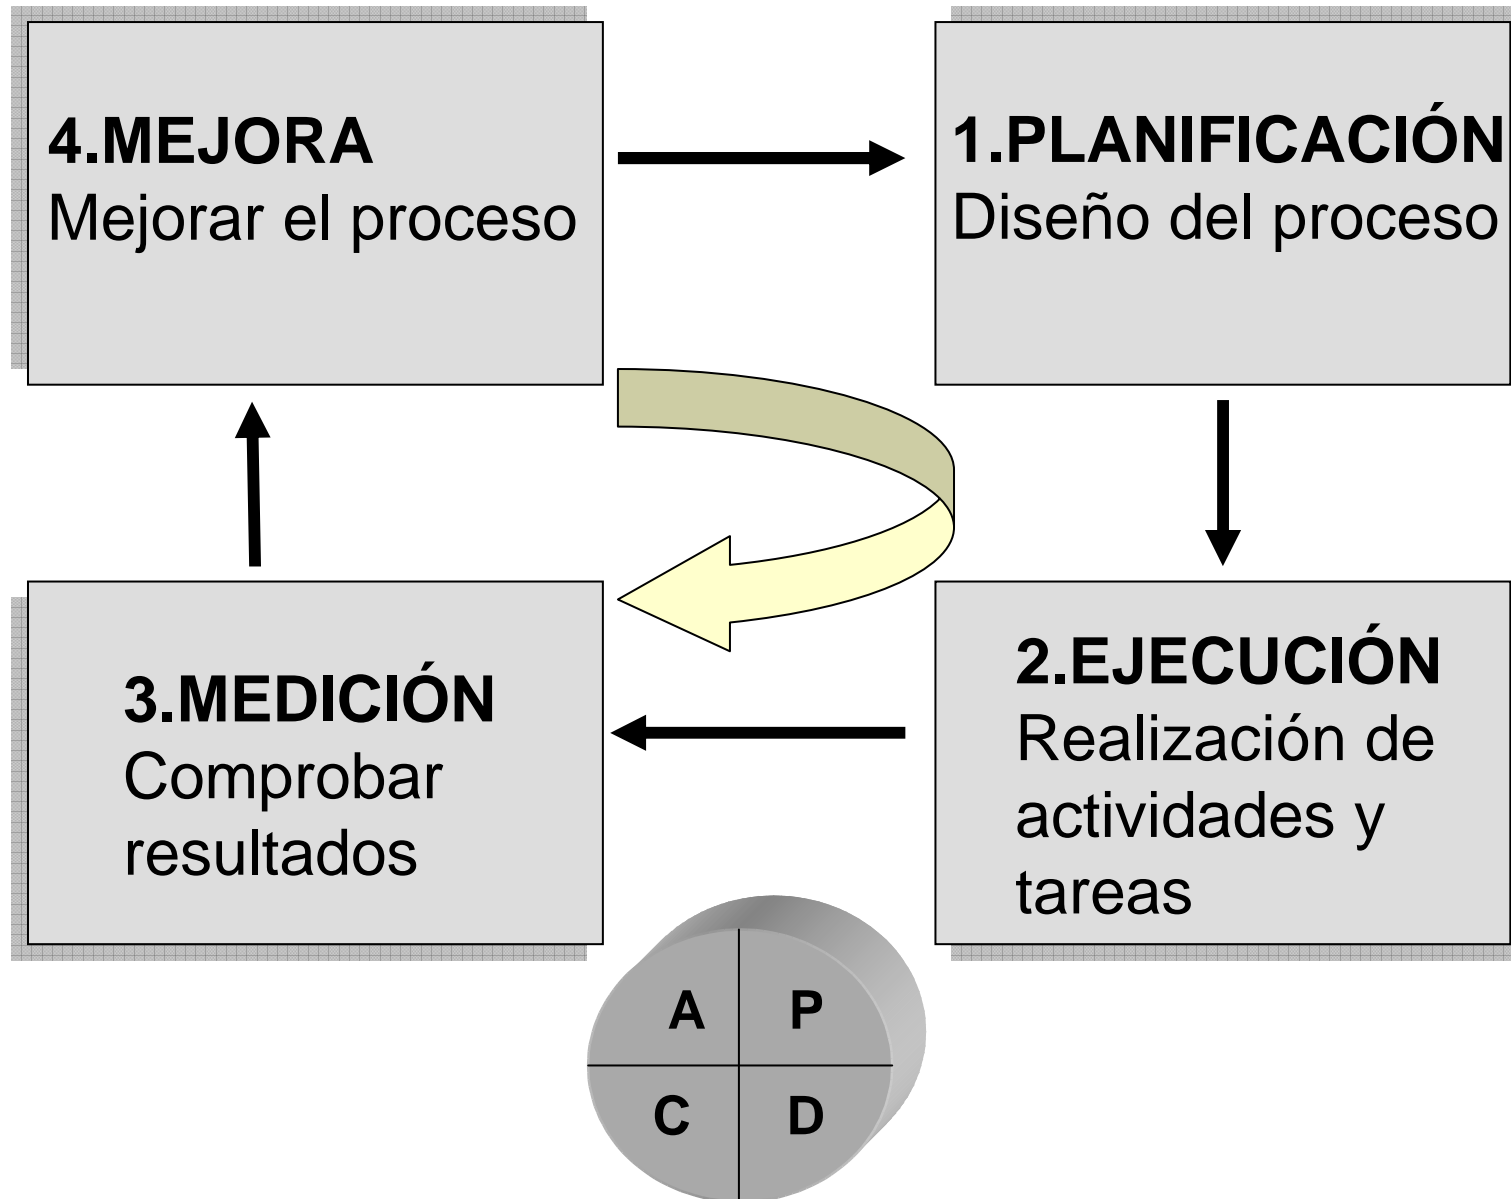 4.MEJORA
Mejorar el proceso
1.PLANIFICACIÓN
Diseño del proceso
3.MEDICIÓN
Comprobar
resultados
2.EJECUCIÓN
Realización de
actividades y
tareas
A P
C D